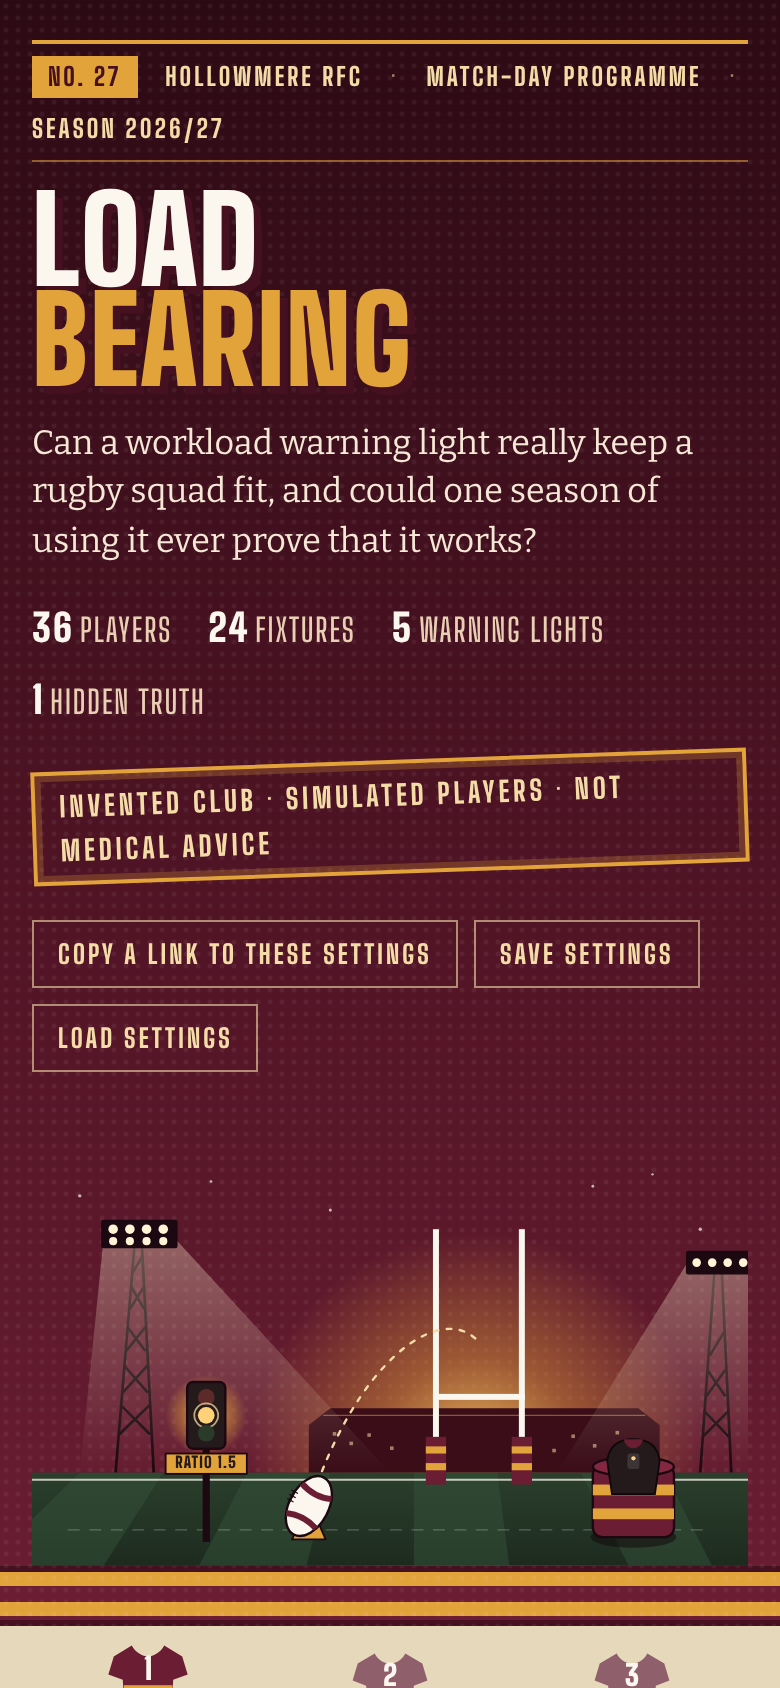 NO. 27 HOLLOWMERE RFC · MATCH-DAY PROGRAMME ·
SEASON 2026/27
LOAD
BEARING
Can a workload warning light really keep a
rugby squad fit, and could one season of
using it ever prove that it works?
36 PLAYERS 24 FIXTURES 5 WARNING LIGHTS
1 HIDDEN TRUTH
INVENTED CLUB · SIMULATED PLAYERS · NOT
MEDICAL ADVICE
COPY A LINK TO THESE SETTINGS SAVE SETTINGS
LOAD SETTINGS
RATIO 1.5
1 2 3